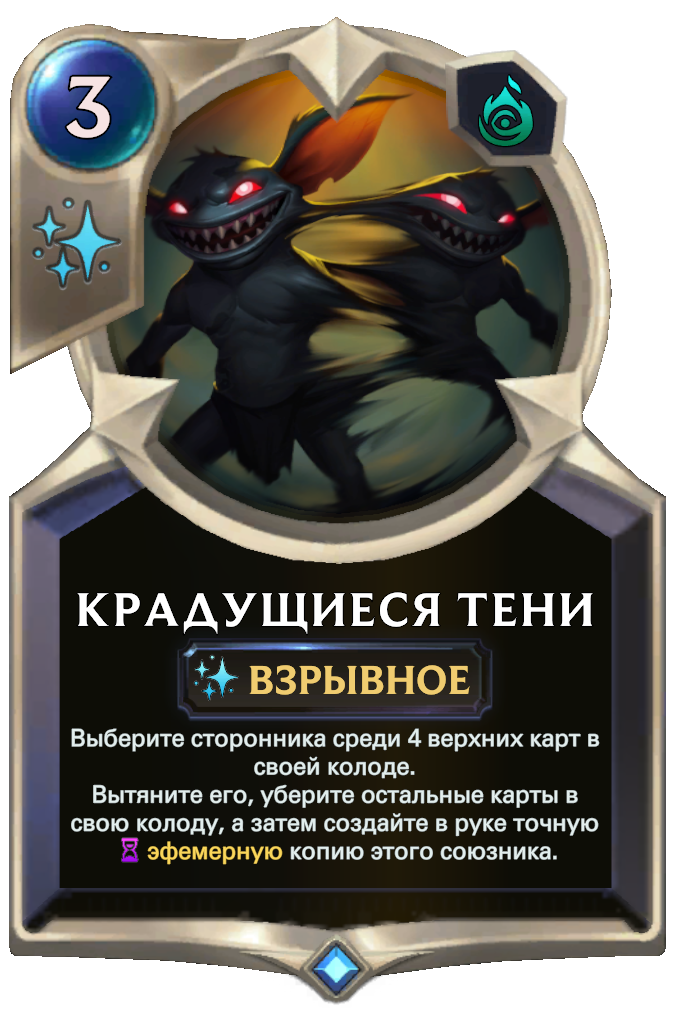 3
КРАДУЩИЕСЯ ТЕНИ
ВЗРЫВНОЕ
Выберите сторонника среди 4 верхних карт в
своей колоде.
Вытяните его, уберите остальные карты в
свою колоду, а затем создайте в руке точную
эфемерную копию этого союзника.